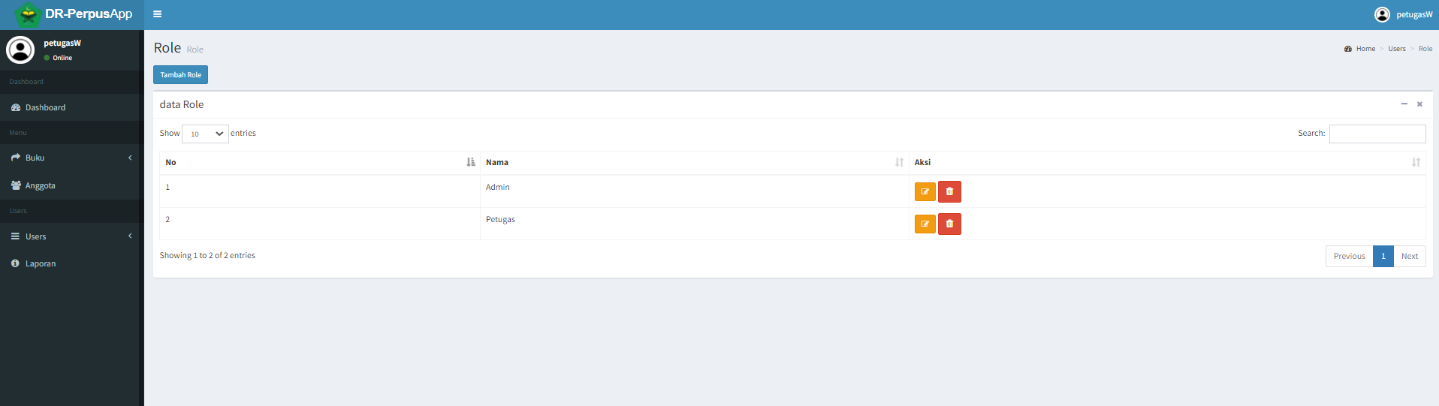 DR-PerpusApp
petugasW
petugasW
Online
Dashboard
Dashboard
Menu
Buku
Anggota
Users
Users
Laporan
Role Role
Home > Users > Role
Tambah Role
data Role
Show 10 entries
Search:
No Nama Aksi
1 Admin
2 Petugas
Showing 1 to 2 of 2 entries
Previous 1 Next